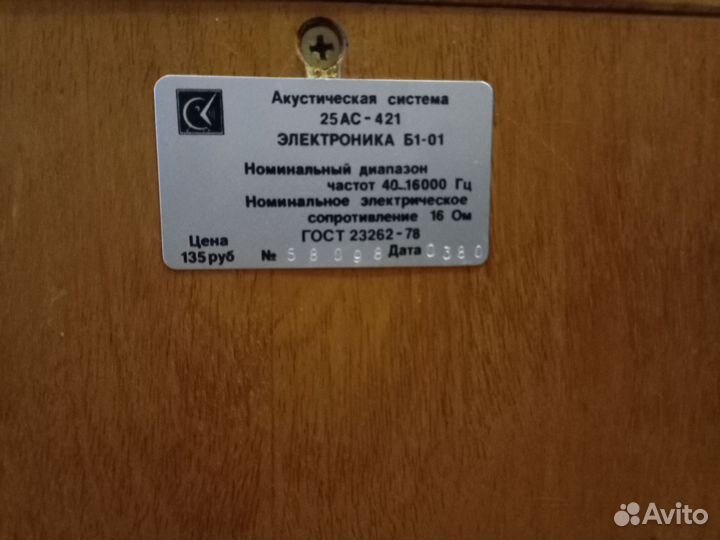 Акустическая система
25АС-421
ЭЛЕКТРОНИКА Б1-01
Номинальный диапазон
частот 40...16000 Гц
Номинальное электрическое
сопротивление 16 Ом
ГОСТ 23262-78
Цена
135 руб № 58098 Дата 0380
Avito